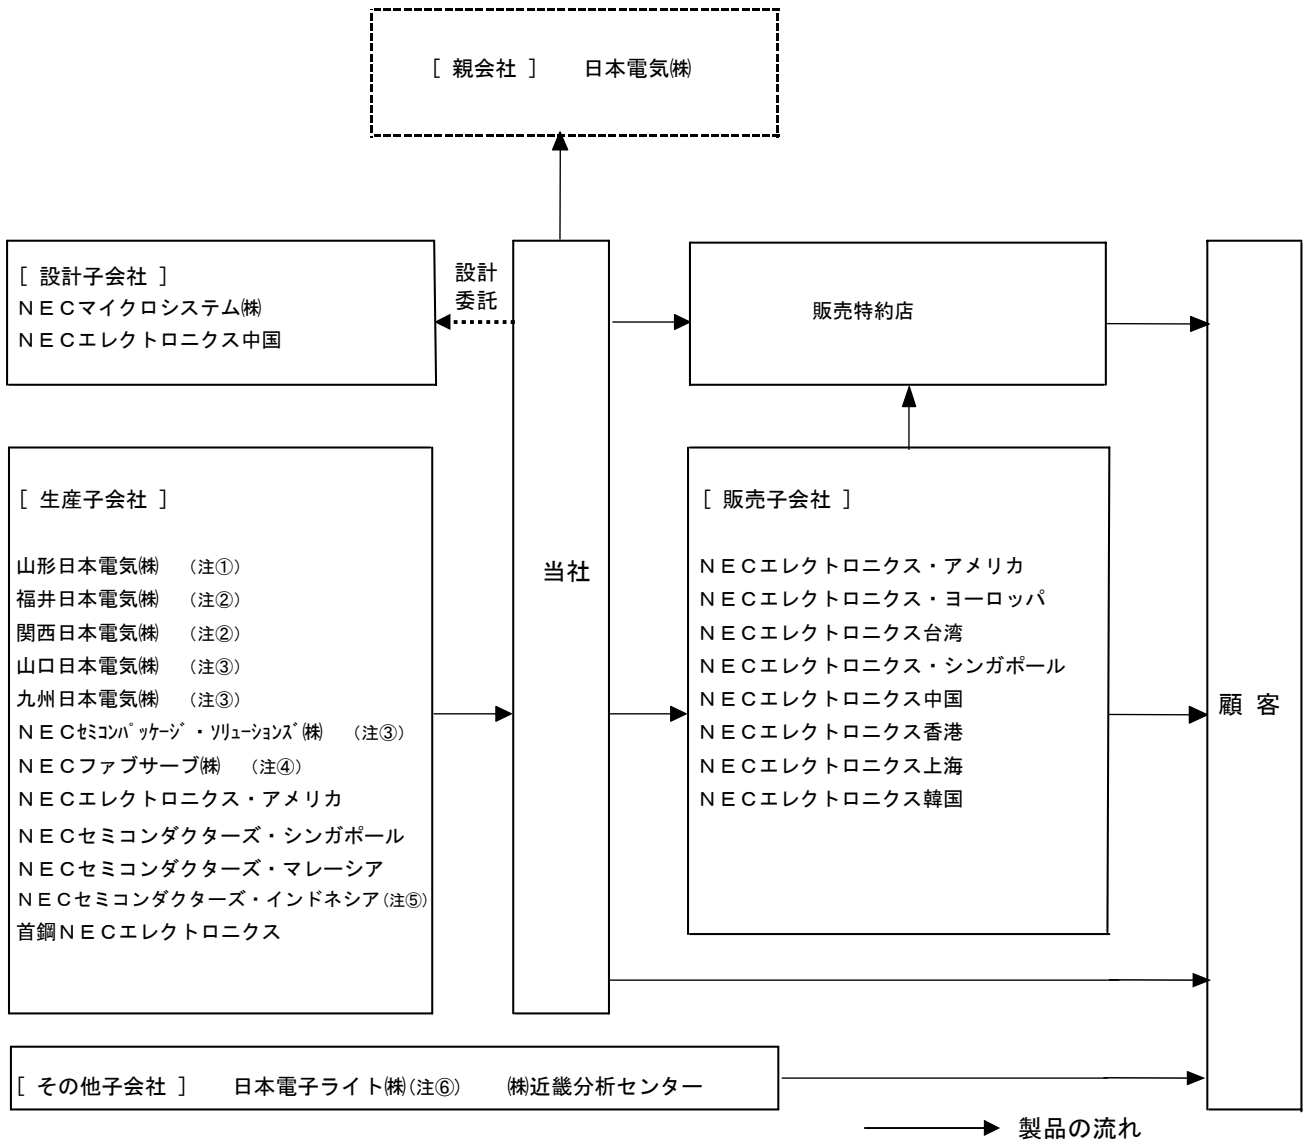 [ 親会社 ] 日本電気㈱
[ 設計子会社 ]
ＮＥＣマイクロシステム㈱
ＮＥＣエレクトロニクス中国
設計
委託
販売特約店
[ 生産子会社 ]
山形日本電気㈱ （注①）
福井日本電気㈱ （注②）
関西日本電気㈱ （注②）
山口日本電気㈱ （注③）
九州日本電気㈱ （注③）
ＮＥＣｾﾐｺﾝﾊﾟｯｹｰｼﾞ・ｿﾘｭｰｼｮﾝｽﾞ㈱ （注③）
ＮＥＣファブサーブ㈱ （注④）
ＮＥＣエレクトロニクス・アメリカ
ＮＥＣセミコンダクターズ・シンガポール
ＮＥＣセミコンダクターズ・マレーシア
ＮＥＣセミコンダクターズ・インドネシア（注⑤）
首鋼ＮＥＣエレクトロニクス
当社
[ 販売子会社 ]
ＮＥＣエレクトロニクス・アメリカ
ＮＥＣエレクトロニクス・ヨーロッパ
ＮＥＣエレクトロニクス台湾
ＮＥＣエレクトロニクス・シンガポール
ＮＥＣエレクトロニクス中国
ＮＥＣエレクトロニクス香港
ＮＥＣエレクトロニクス上海
ＮＥＣエレクトロニクス韓国
顧 客
[ その他子会社 ] 日本電子ライト㈱（注⑥） ㈱近畿分析センター
製品の流れ